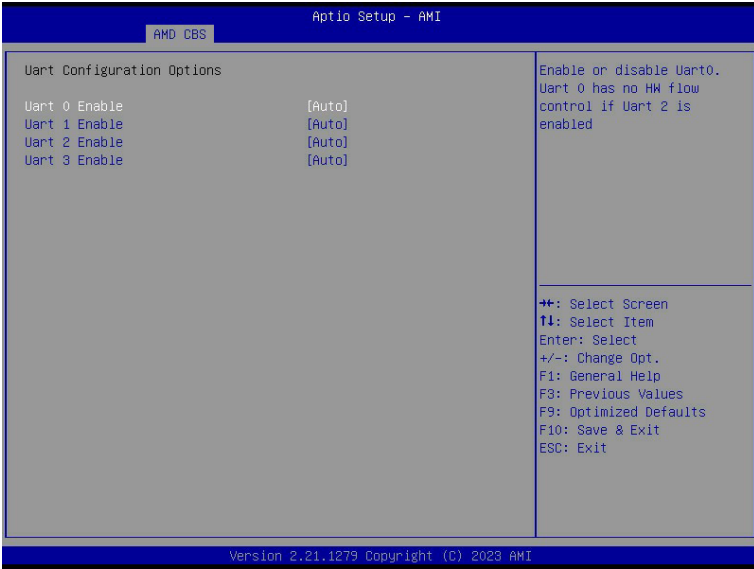 Aptio Setup – AMI
AMD CBS
Uart Configuration Options
Uart 0 Enable [Auto]
Uart 1 Enable [Auto]
Uart 2 Enable [Auto]
Uart 3 Enable [Auto]
Enable or disable Uart0.
Uart 0 has no HW flow
control if Uart 2 is
enabled
→←: Select Screen
↑↓: Select Item
Enter: Select
+/-: Change Opt.
F1: General Help
F3: Previous Values
F9: Optimized Defaults
F10: Save & Exit
ESC: Exit
Version 2.21.1279 Copyright (C) 2023 AMI